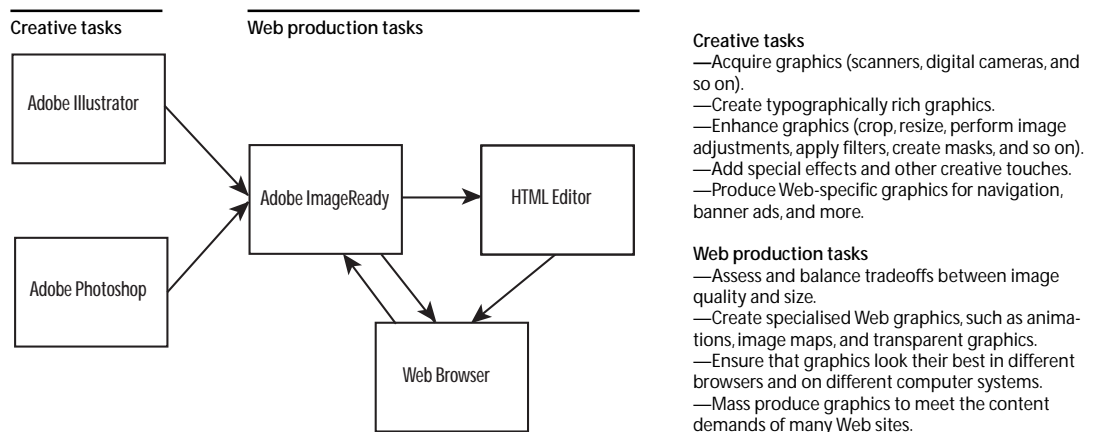 Creative tasks
Web production tasks
Adobe Illustrator
Adobe ImageReady
HTML Editor
Adobe Photoshop
Web Browser
Creative tasks
—Acquire graphics (scanners, digital cameras, and
so on).
—Create typographically rich graphics.
—Enhance graphics (crop, resize, perform image
adjustments, apply filters, create masks, and so on).
—Add special effects and other creative touches.
—Produce Web-specific graphics for navigation,
banner ads, and more.
Web production tasks
—Assess and balance tradeoffs between image
quality and size.
—Create specialised Web graphics, such as anima-
tions, image maps, and transparent graphics.
—Ensure that graphics look their best in different
browsers and on different computer systems.
—Mass produce graphics to meet the content
demands of many Web sites.